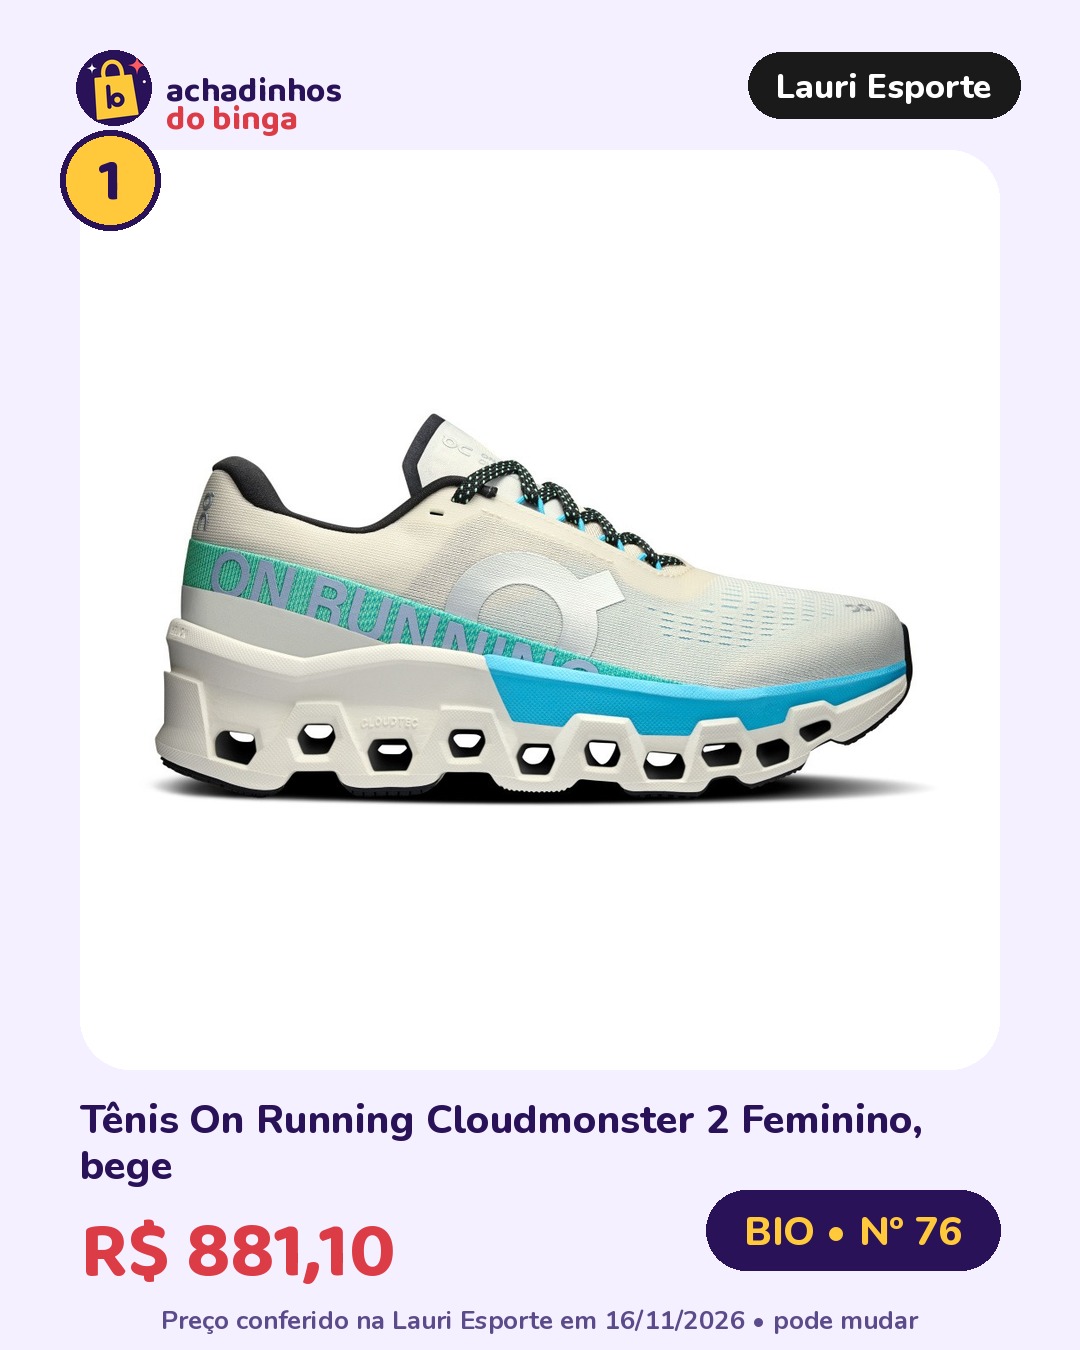 b
achadinhos
do binga
Lauri Esporte
1
ON RUNNING
CLOUDTEC
Tênis On Running Cloudmonster 2 Feminino,
bege
R$ 881,10
BIO • Nº 76
Preço conferido na Lauri Esporte em 16/11/2026 • pode mudar